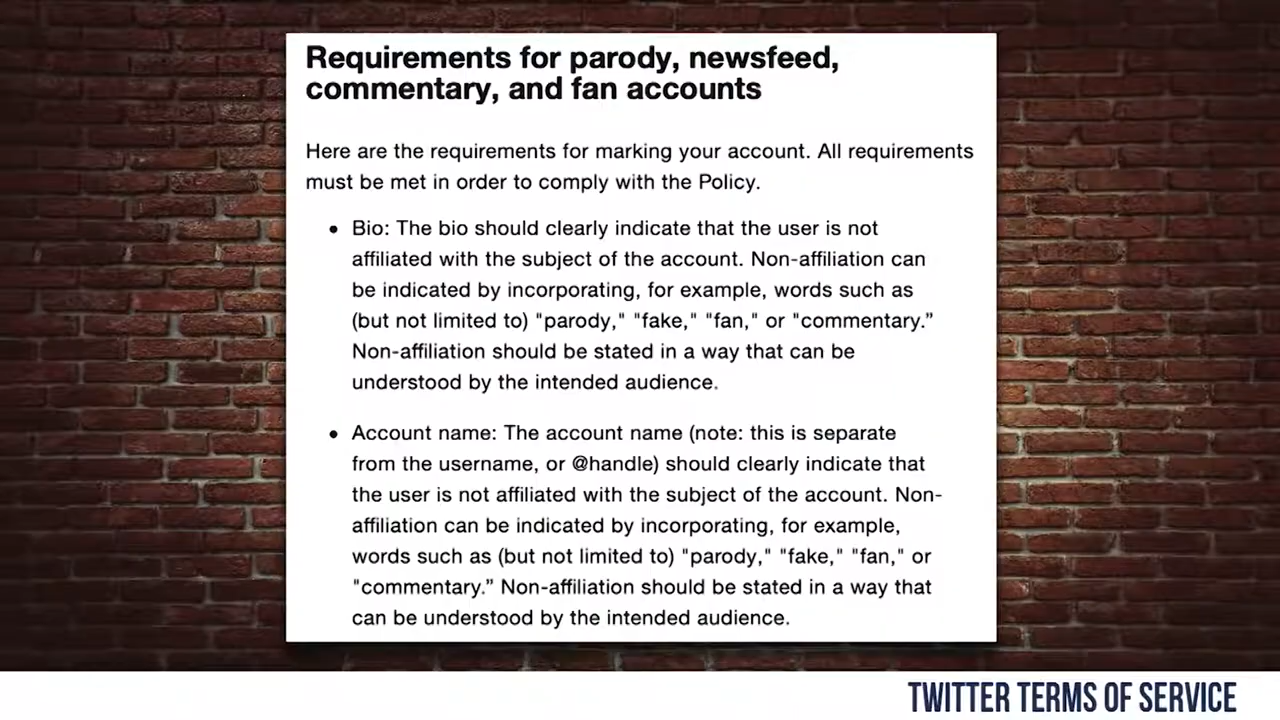 Requirements for parody, newsfeed,
commentary, and fan accounts
Here are the requirements for marking your account. All requirements
must be met in order to comply with the Policy.
• Bio: The bio should clearly indicate that the user is not
affiliated with the subject of the account. Non-affiliation can
be indicated by incorporating, for example, words such as
(but not limited to) "parody," "fake," "fan," or "commentary.”
Non-affiliation should be stated in a way that can be
understood by the intended audience.
• Account name: The account name (note: this is separate
from the username, or @handle) should clearly indicate that
the user is not affiliated with the subject of the account. Non-
affiliation can be indicated by incorporating, for example,
words such as (but not limited to) "parody," "fake," "fan," or
"commentary.” Non-affiliation should be stated in a way that
can be understood by the intended audience.
TWITTER TERMS OF SERVICE